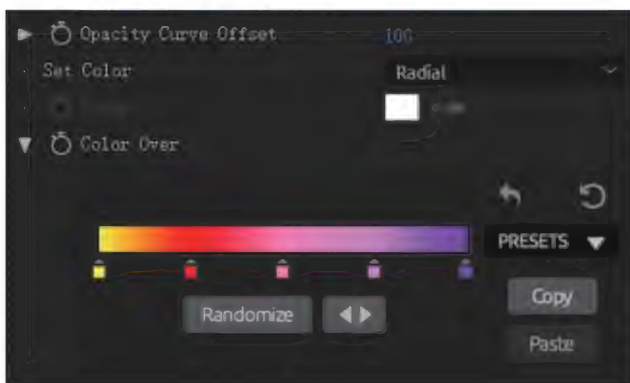 Opacity Curve Offset 100
Set Color Radial
Color Over
PRESETS
Randomize
Copy
Paste